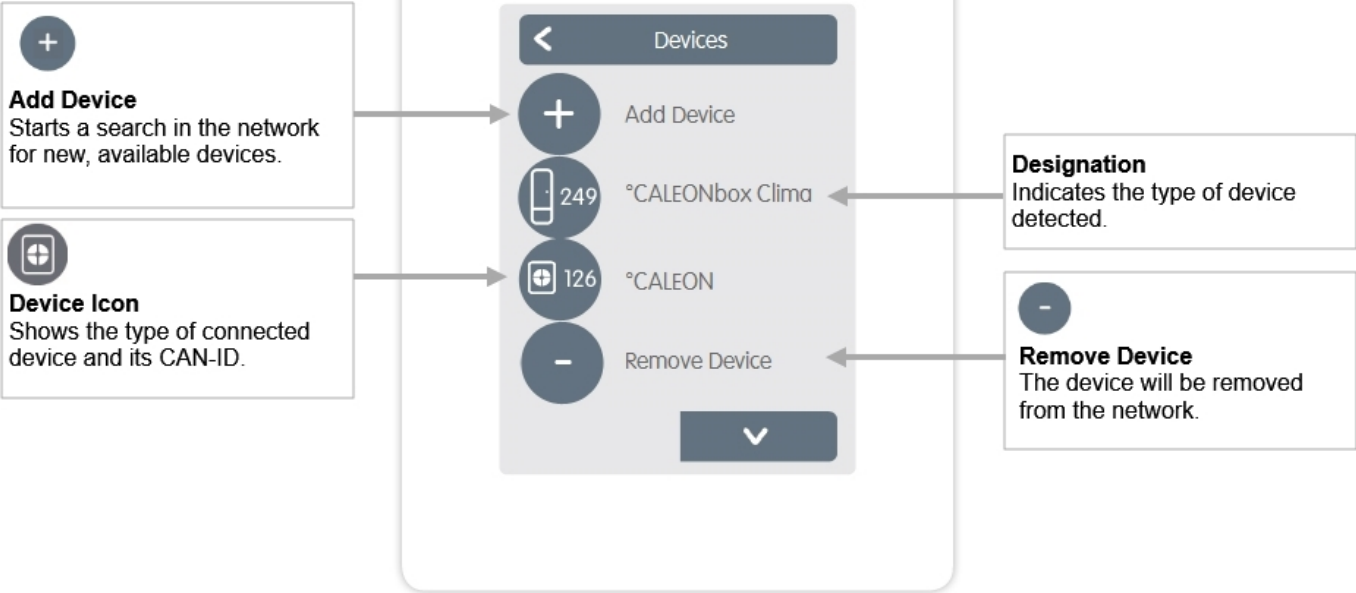 +
Add Device
Starts a search in the network
for new, available devices.
Device Icon
Shows the type of connected
device and its CAN-ID.
Devices
+
Add Device
249
°CALEONbox Clima
126
°CALEON
-
Remove Device
Designation
Indicates the type of device
detected.
-
Remove Device
The device will be removed
from the network.